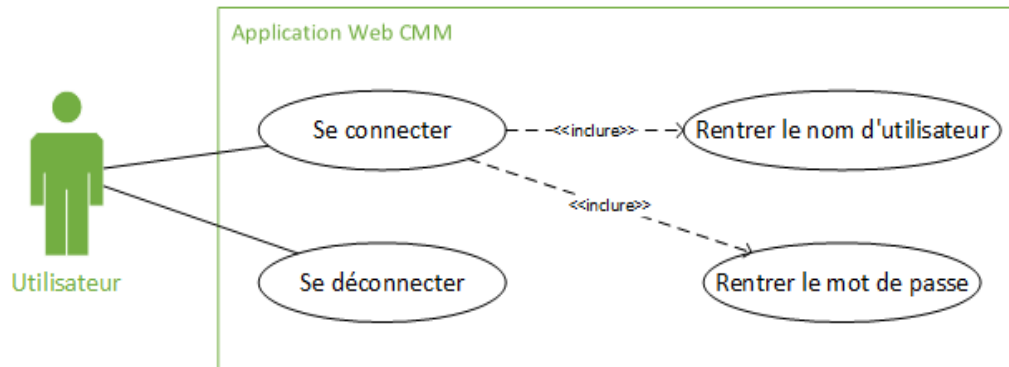 Application Web CMM
Se connecter
<<inclure>>
Rentrer le nom d'utilisateur
<<inclure>>
Utilisateur
Se déconnecter
Rentrer le mot de passe